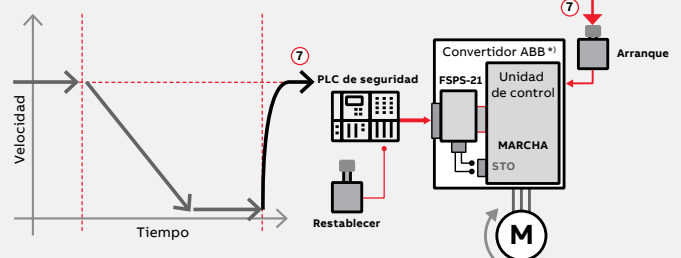 7
Convertidor ABB *)
7
Arranque
PLC de seguridad
FSPS-21
Unidad
de control
Velocidad
MARCHA
STO
Restablecer
Tiempo
M